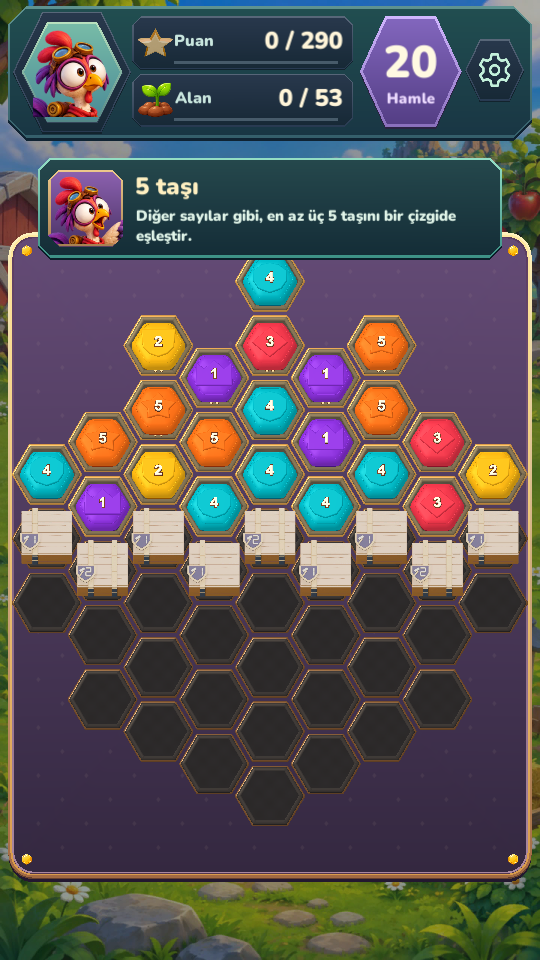 Puan 0 / 290
Alan 0 / 53
20
Hamle
5 taşı
Diğer sayılar gibi, en az üç 5 taşını bir çizgide
eşleştir.
4
2 3 5
1 1
5 4 5
5 5 1 3
4 2 4 4 2
1 4 4 3